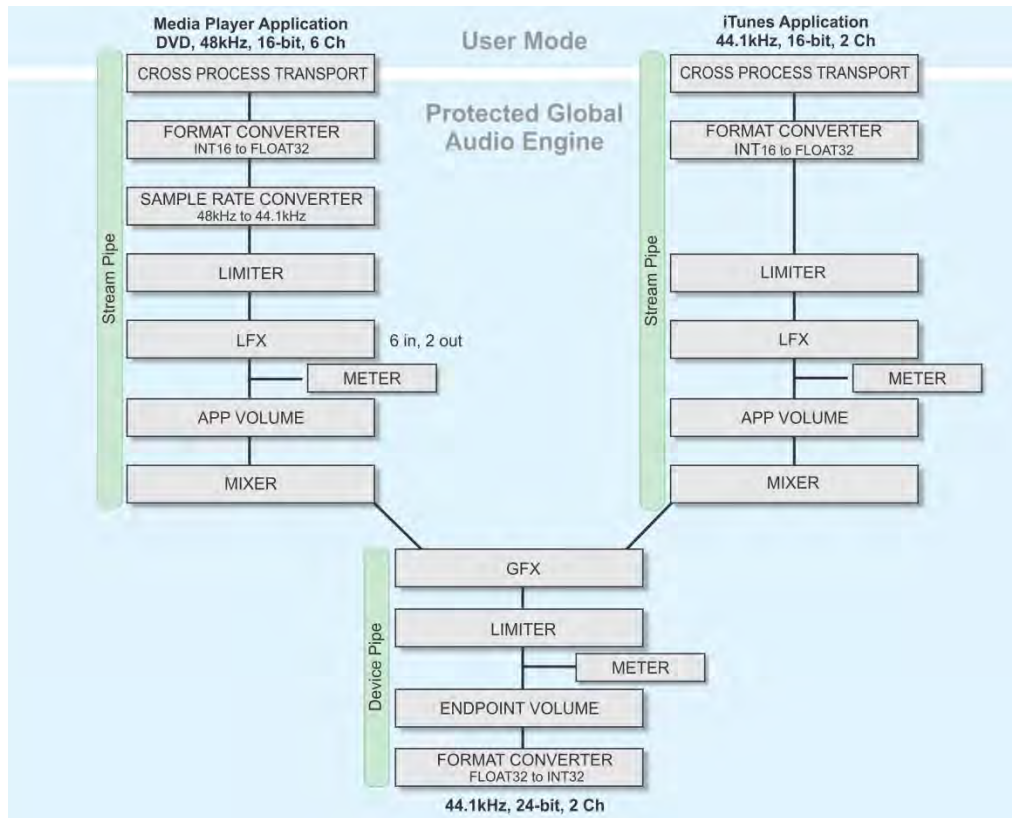 Media Player Application
DVD, 48kHz, 16-bit, 6 Ch
User Mode
iTunes Application
44.1kHz, 16-bit, 2 Ch
Stream Pipe
CROSS PROCESS TRANSPORT
Protected Global
Audio Engine
FORMAT CONVERTER
INT16 to FLOAT32
SAMPLE RATE CONVERTER
48kHz to 44.1kHz
LIMITER
LFX
6 in, 2 out
METER
APP VOLUME
MIXER
Stream Pipe
CROSS PROCESS TRANSPORT
FORMAT CONVERTER
INT16 to FLOAT32
LIMITER
LFX
METER
APP VOLUME
MIXER
Device Pipe
GFX
LIMITER
METER
ENDPOINT VOLUME
FORMAT CONVERTER
FLOAT32 to INT32
44.1kHz, 24-bit, 2 Ch